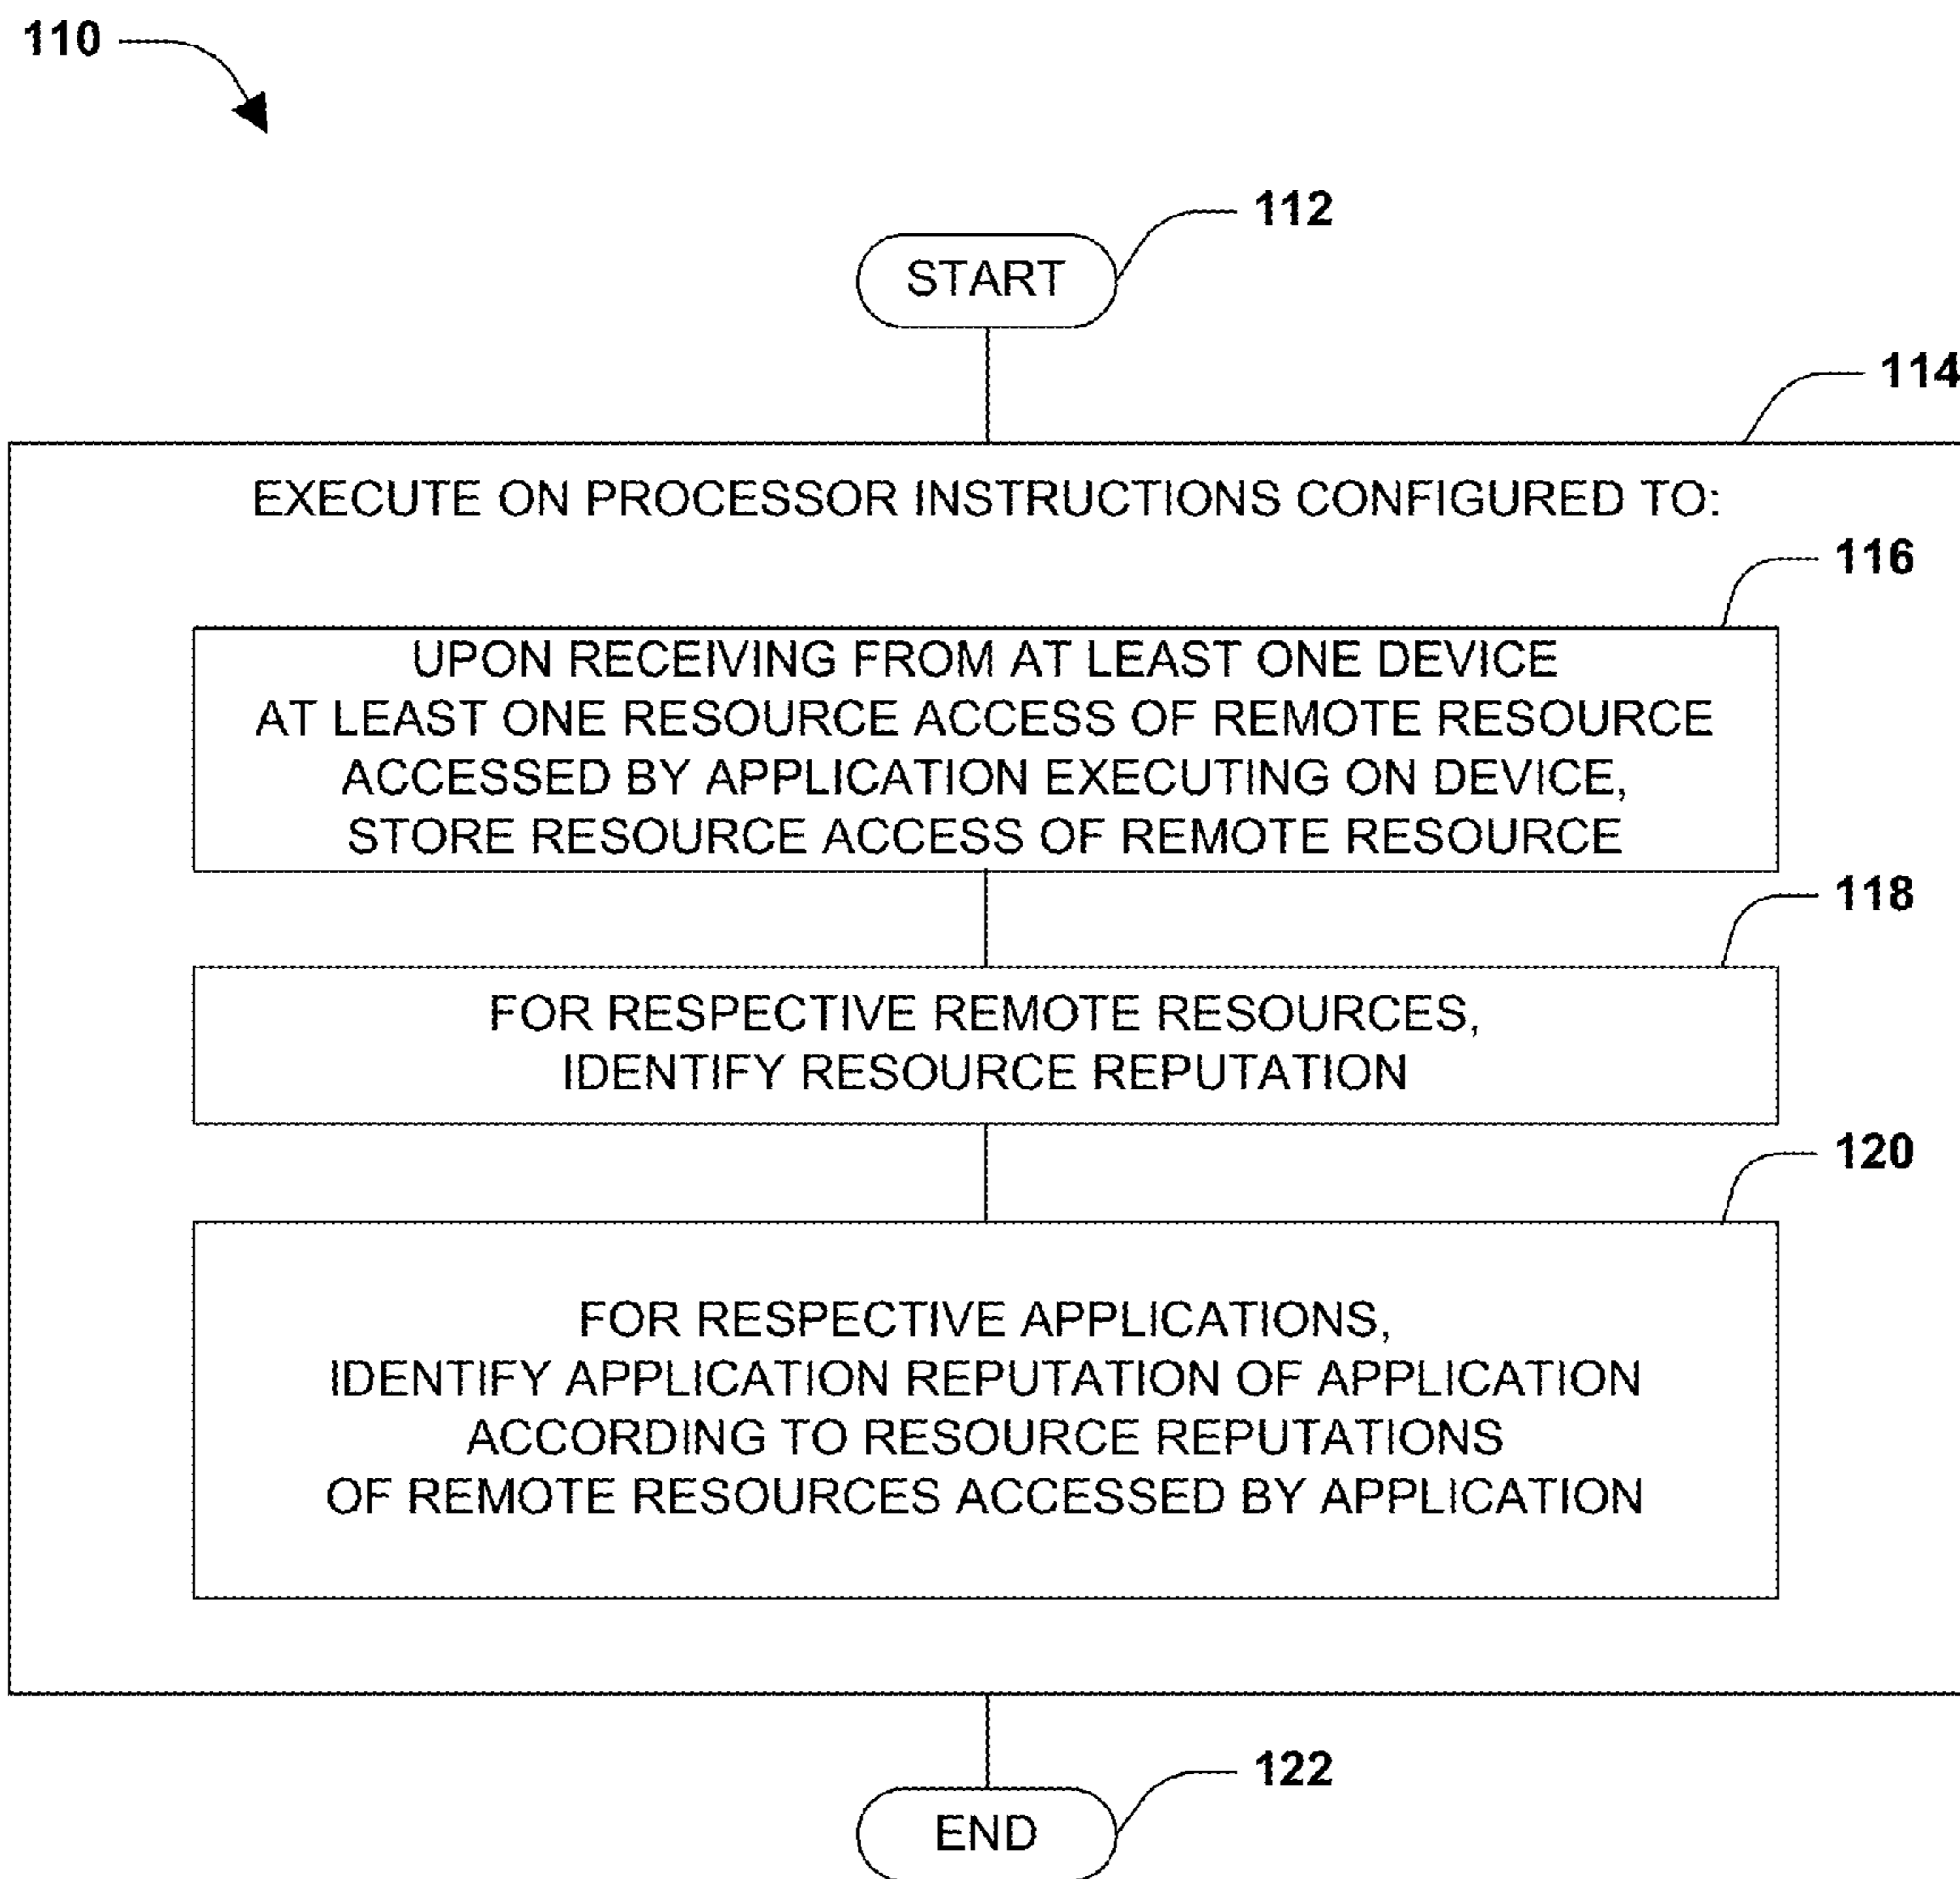 110
112
START
114
EXECUTE ON PROCESSOR INSTRUCTIONS CONFIGURED TO:
116
UPON RECEIVING FROM AT LEAST ONE DEVICE
AT LEAST ONE RESOURCE ACCESS OF REMOTE RESOURCE
ACCESSED BY APPLICATION EXECUTING ON DEVICE,
STORE RESOURCE ACCESS OF REMOTE RESOURCE
118
FOR RESPECTIVE REMOTE RESOURCES,
IDENTIFY RESOURCE REPUTATION
120
FOR RESPECTIVE APPLICATIONS,
IDENTIFY APPLICATION REPUTATION OF APPLICATION
ACCORDING TO RESOURCE REPUTATIONS
OF REMOTE RESOURCES ACCESSED BY APPLICATION
122
END